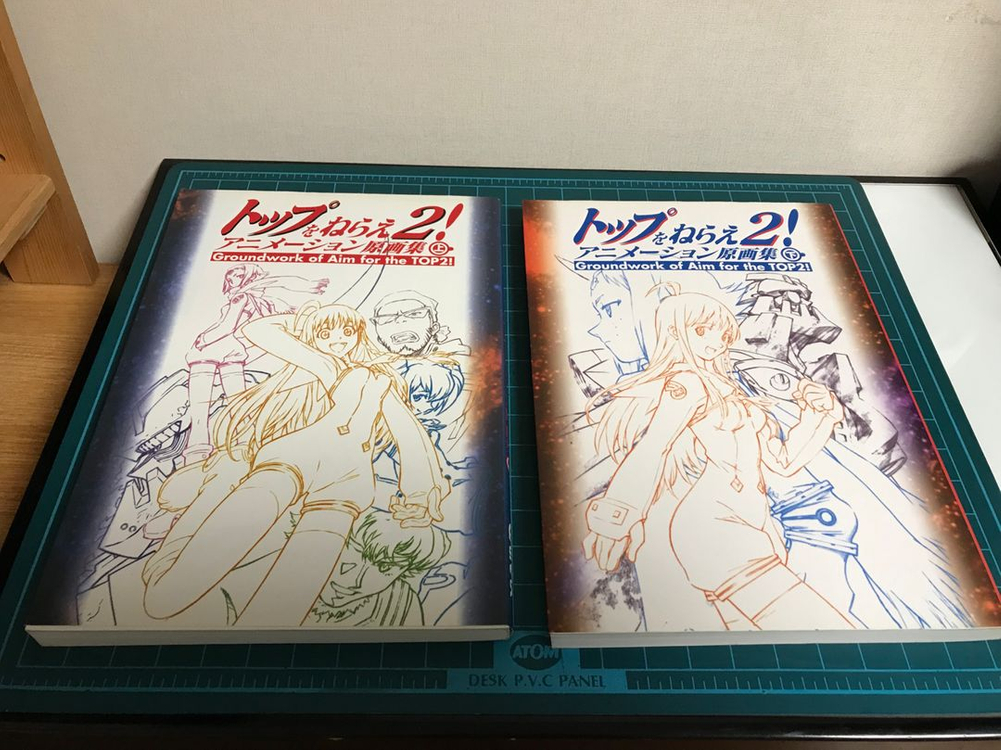 トップをねらえ2!
アニメーション原画集 上
Groundwork of Aim for the TOP2!
トップをねらえ2!
アニメーション原画集 下
Groundwork of Aim for the TOP2!
ATOM
DESK P.V.C PANEL